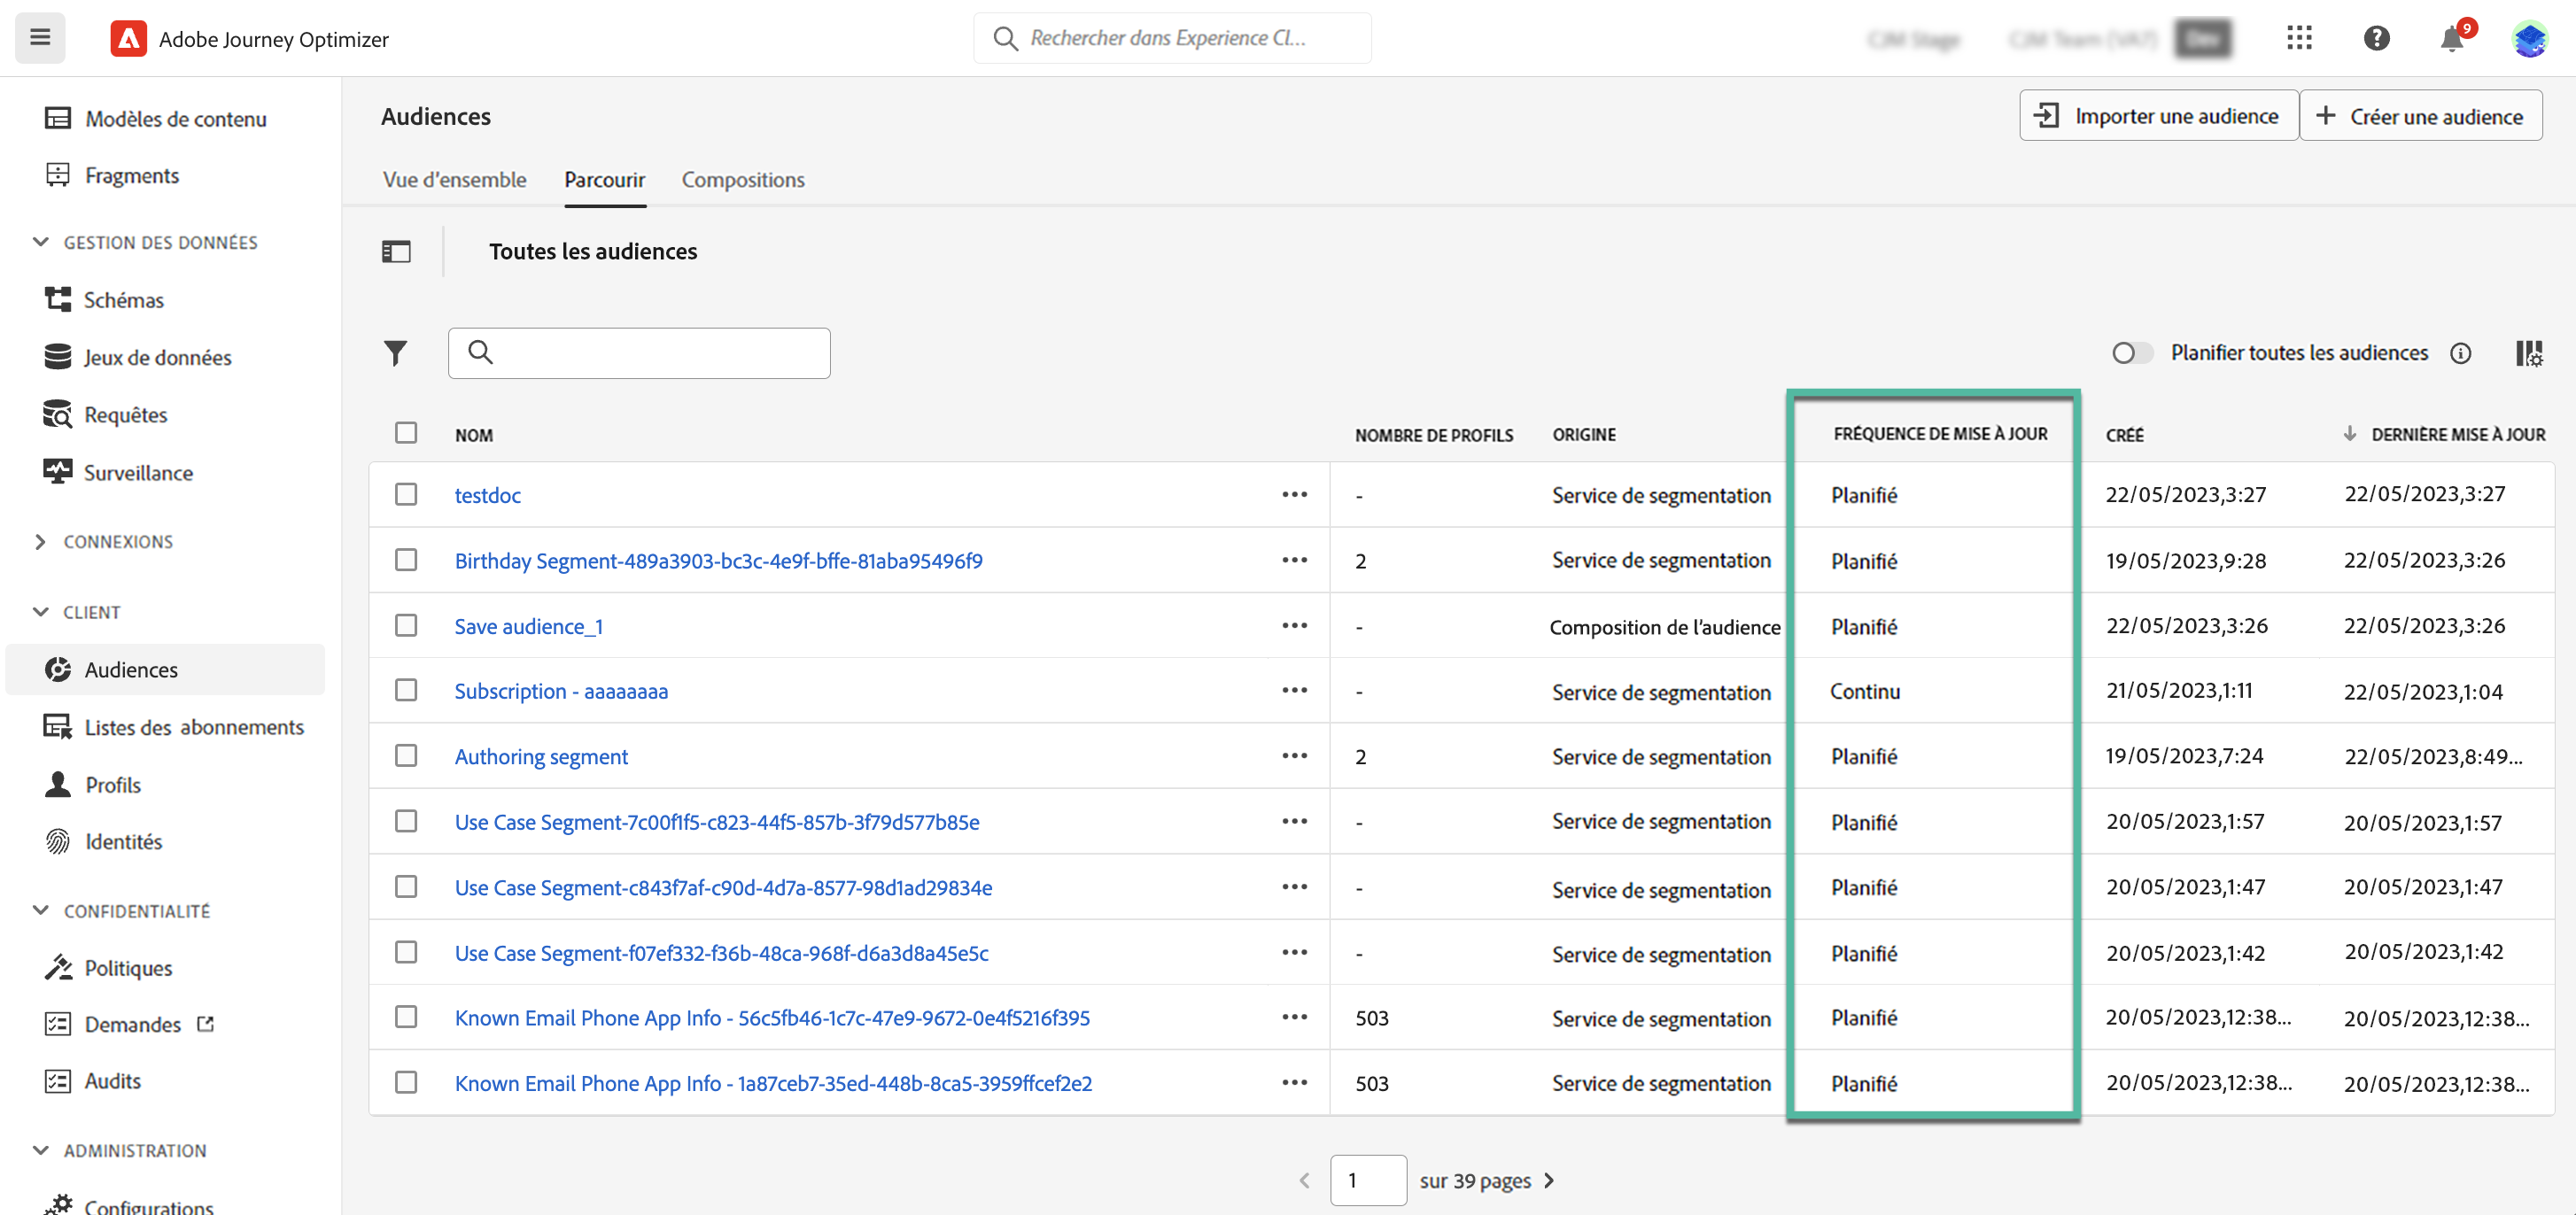 Adobe Journey Optimizer
Rechercher dans Experience Cl...
9
Modèles de contenu
Fragments
GESTION DES DONNÉES
Schémas
Jeux de données
Requêtes
Surveillance
CONNEXIONS
CLIENT
Audiences
Listes des abonnements
Profils
Identités
CONFIDENTIALITÉ
Politiques
Demandes
Audits
ADMINISTRATION
Configurations
Audiences
Importer une audience
Créer une audience
Vue d'ensemble Parcourir Compositions
Toutes les audiences
Planifier toutes les audiences
NOM NOMBRE DE PROFILS ORIGINE FRÉQUENCE DE MISE À JOUR CRÉÉ DERNIÈRE MISE À JOUR
testdoc ... - Service de segmentation Planifié 22/05/2023,3:27 22/05/2023,3:27
Birthday Segment-489a3903-bc3c-4e9f-bffe-81aba95496f9 ... 2 Service de segmentation Planifié 19/05/2023,9:28 22/05/2023,3:26
Save audience_1 ... - Composition de l'audience Planifié 22/05/2023,3:26 22/05/2023,3:26
Subscription - aaaaaaaa ... - Service de segmentation Continu 21/05/2023,1:11 22/05/2023,1:04
Authoring segment ... 2 Service de segmentation Planifié 19/05/2023,7:24 22/05/2023,8:49...
Use Case Segment-7c00f1f5-c823-44f5-857b-3f79d577b85e ... - Service de segmentation Planifié 20/05/2023,1:57 20/05/2023,1:57
Use Case Segment-c843f7af-c90d-4d7a-8577-98d1ad29834e ... - Service de segmentation Planifié 20/05/2023,1:47 20/05/2023,1:47
Use Case Segment-f07ef332-f36b-48ca-968f-d6a3d8a45e5c ... - Service de segmentation Planifié 20/05/2023,1:42 20/05/2023,1:42
Known Email Phone App Info - 56c5fb46-1c7c-47e9-9672-0e4f5216f395 ... 503 Service de segmentation Planifié 20/05/2023,12:38... 20/05/2023,12:38...
Known Email Phone App Info - 1a87ceb7-35ed-448b-8ca5-3959ffcef2e2 ... 503 Service de segmentation Planifié 20/05/2023,12:38... 20/05/2023,12:38...
1 sur 39 pages